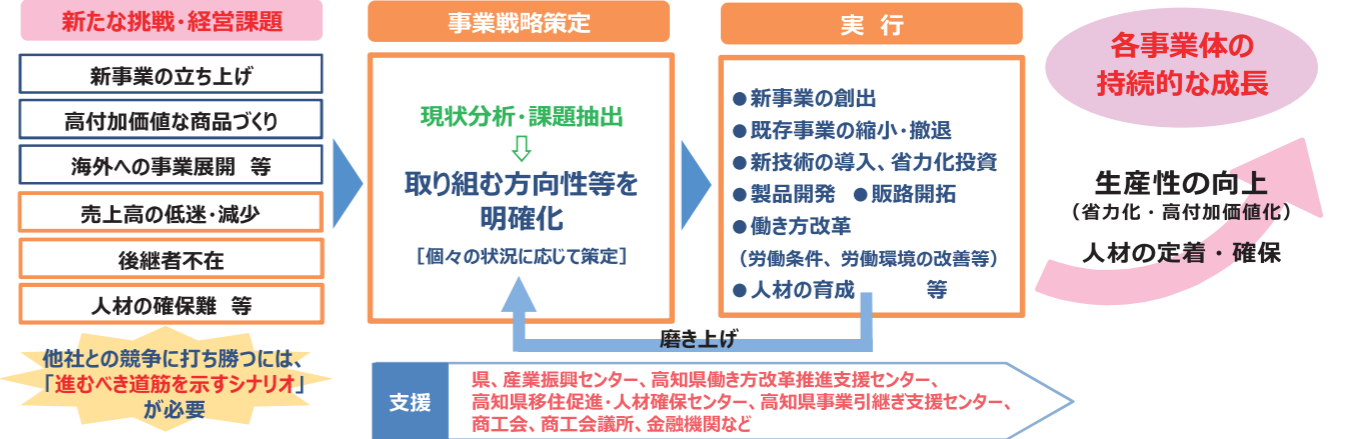 新たな挑戦・経営課題
新事業の立ち上げ
高付加価値な商品づくり
海外への事業展開 等
売上高の低迷・減少
後継者不在
人材の確保難 等
他社との競争に打ち勝つには、
「進むべき道筋を示すシナリオ」
が必要
事業戦略策定
現状分析・課題抽出
⇩
取り組む方向性等を
明確化
［個々の状況に応じて策定］
実 行
●新事業の創出
●既存事業の縮小・撤退
●新技術の導入、省力化投資
●製品開発 ●販路開拓
●働き方改革
（労働条件、労働環境の改善等）
●人材の育成 等
磨き上げ
支援
県、産業振興センター、高知県働き方改革推進支援センター、
高知県移住促進・人材確保センター、高知県事業引継ぎ支援センター、
商工会、商工会議所、金融機関など
各事業体の
持続的な成長
生産性の向上
（省力化・高付加価値化）
人材の定着・確保